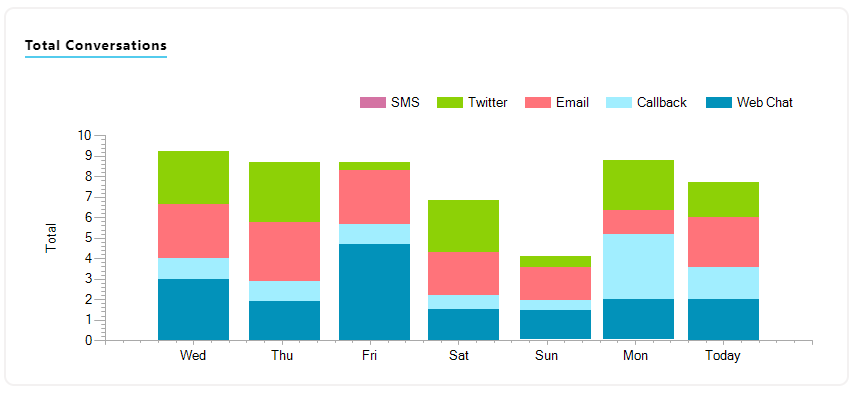 Total Conversations
SMS Twitter Email Callback Web Chat
10
9
8
7
6
5
4
3
2
1
0
Total
Wed Thu Fri Sat Sun Mon Today